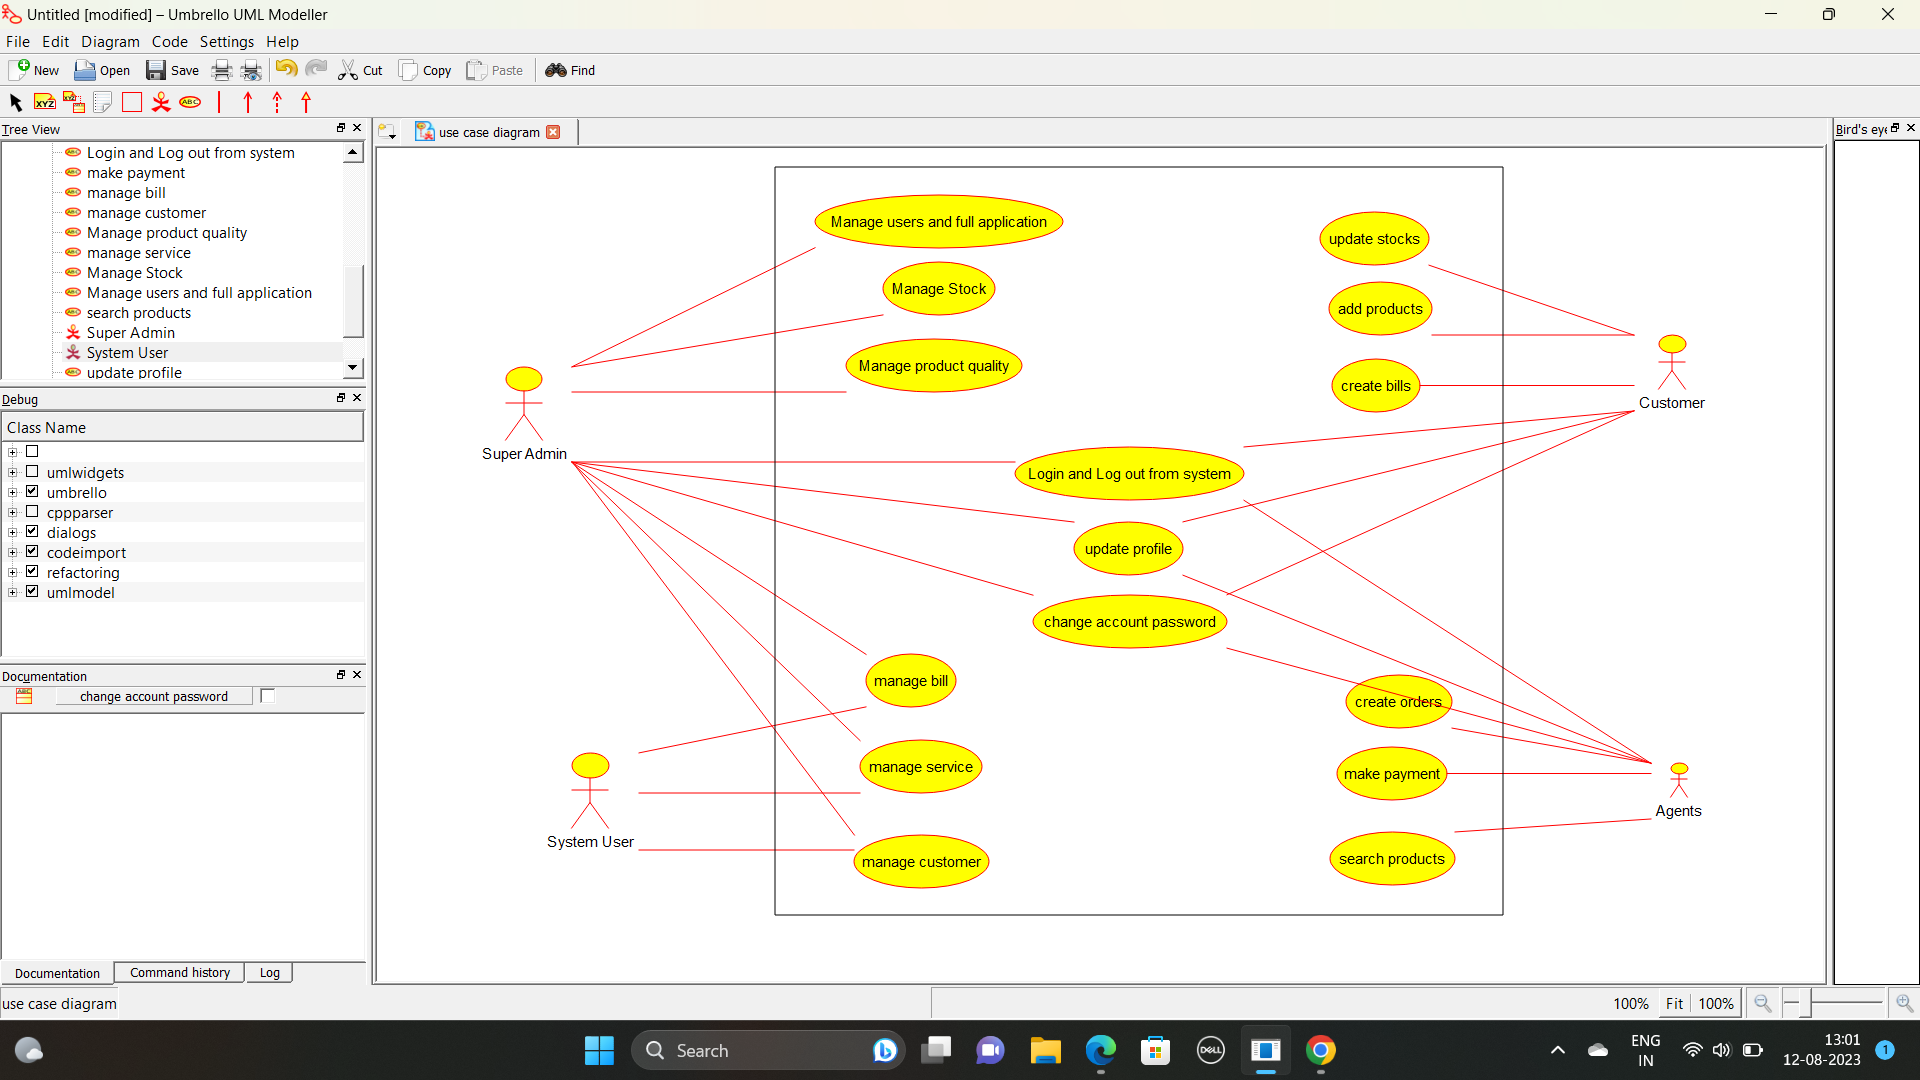 Untitled [modified] – Umbrello UML Modeller
File Edit Diagram Code Settings Help
New Open Save Cut Copy Paste Find
XYZ XYZ ABC
Tree View
use case diagram
Bird's eye
Login and Log out from system
make payment
manage bill
manage customer
Manage product quality
manage service
Manage Stock
Manage users and full application
search products
Super Admin
System User
update profile
Debug
Class Name
umlwidgets
umbrello
cppparser
dialogs
codeimport
refactoring
umlmodel
Documentation
change account password
Documentation Command history Log
Manage users and full application
Manage Stock
Manage product quality
Super Admin
update stocks
add products
create bills
Customer
Login and Log out from system
update profile
change account password
manage bill
manage service
manage customer
System User
create orders
make payment
search products
Agents
use case diagram
100% Fit 100%
Search
DELL
ENG
IN
13:01
12-08-2023
1